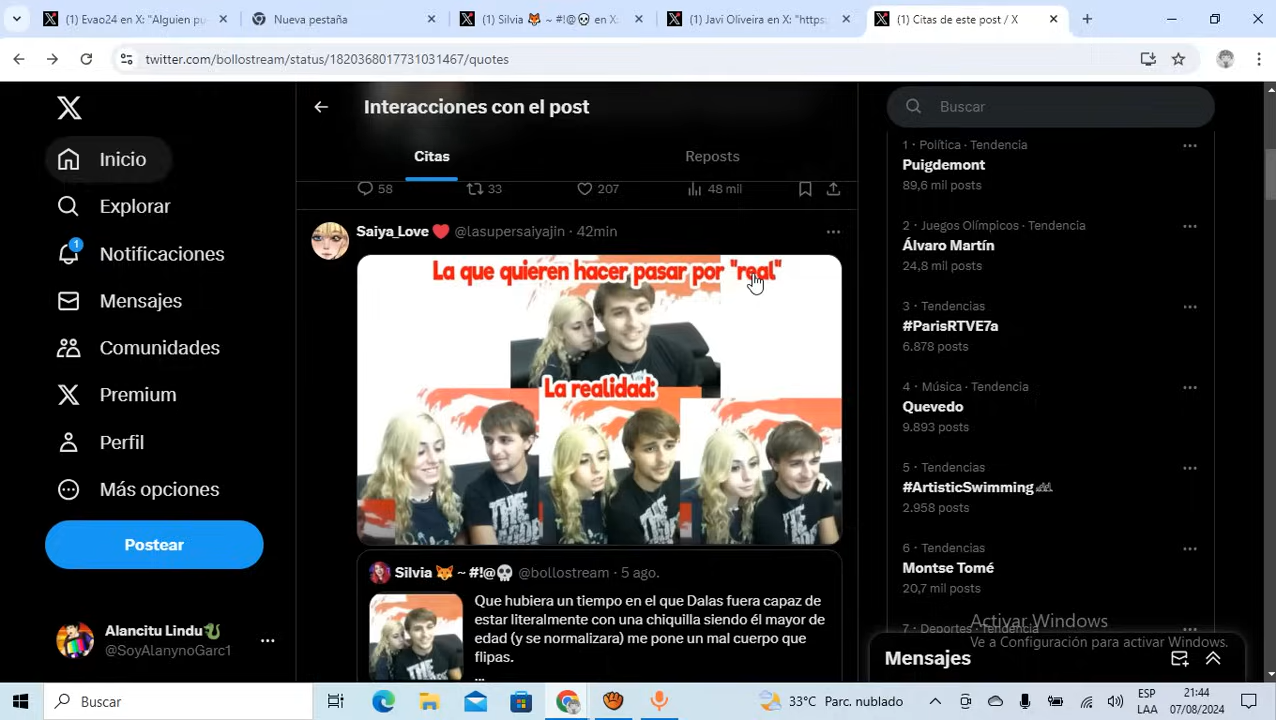 (1) Evao24 en X: "Alguien pu
Nueva pestaña
(1) Silvia 🦊 ~ #!@💀 en X:
(1) Javi Oliveira en X: "https:
(1) Citas de este post / X
twitter.com/bollostream/status/1820368017731031467/quotes
Inicio
Explorar
1
Notificaciones
Mensajes
Comunidades
Premium
Perfil
Más opciones
Postear
Alancitu Lindu🐉
@SoyAlanynoGarc1
Interacciones con el post
Citas
Reposts
58
33
207
48 mil
Saiya_Love ❤️ @lasupersaiyajin · 42min
La que quieren hacer pasar por "real"
La realidad:
Silvia 🦊 ~ #!@💀 @bollostream · 5 ago.
Que hubiera un tiempo en el que Dalas fuera capaz de
estar literalmente con una chiquilla siendo él mayor de
edad (y se normalizara) me pone un mal cuerpo que
flipas.
...
Buscar
1 · Política · Tendencia
Puigdemont
89,6 mil posts
2 · Juegos Olímpicos · Tendencia
Álvaro Martín
24,8 mil posts
3 · Tendencias
#ParisRTVE7a
6.878 posts
4 · Música · Tendencia
Quevedo
9.893 posts
5 · Tendencias
#ArtisticSwimming
2.958 posts
6 · Tendencias
Montse Tomé
20,7 mil posts
7 · Deportes · Tendencia
Activar Windows
Ve a Configuración para activar Windows.
Mensajes
Buscar
33°C Parc. nublado
ESP
LAA
21:44
07/08/2024